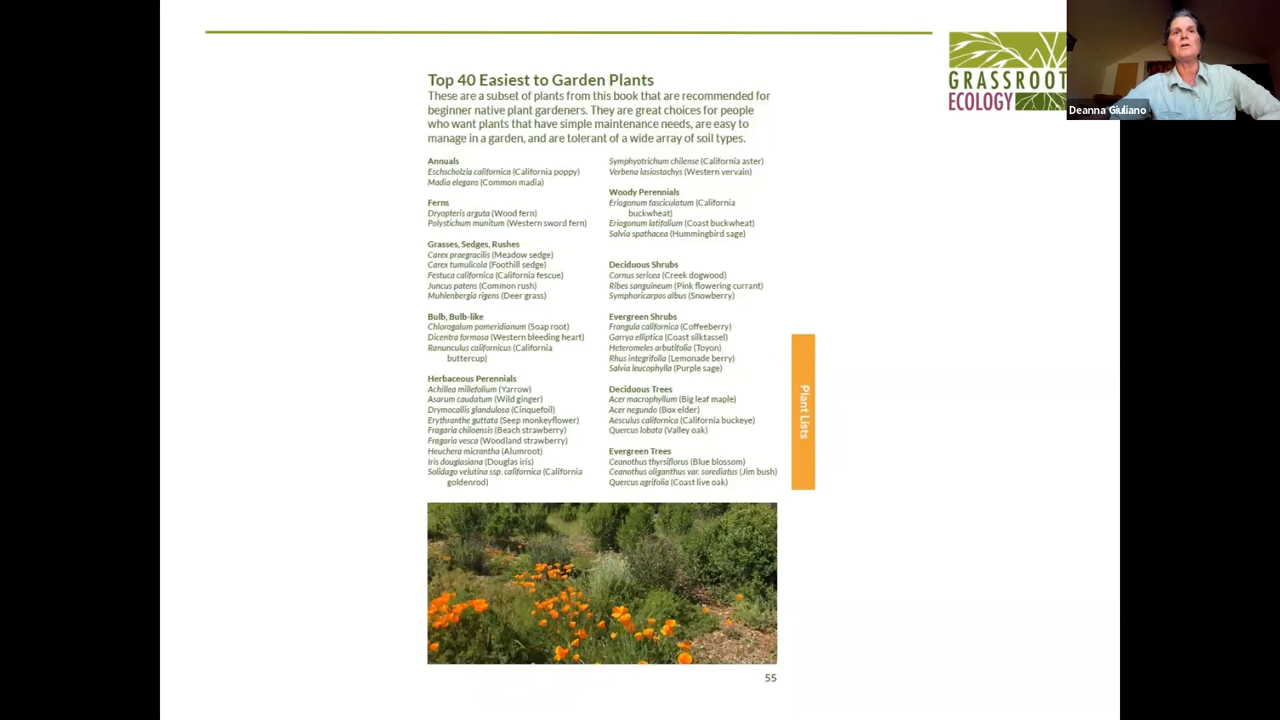 Top 40 Easiest to Garden Plants
These are a subset of plants from this book that are recommended for
beginner native plant gardeners. They are great choices for people
who want plants that have simple maintenance needs, are easy to
manage in a garden, and are tolerant of a wide array of soil types.
Annuals
Eschscholzia californica (California poppy)
Madia elegans (Common madia)
Ferns
Dryopteris arguta (Wood fern)
Polystichum munitum (Western sword fern)
Grasses, Sedges, Rushes
Carex praegracilis (Meadow sedge)
Carex tumulicola (Foothill sedge)
Festuca californica (California fescue)
Juncus patens (Common rush)
Muhlenbergia rigens (Deer grass)
Bulb, Bulb-like
Chlorogalum pomeridianum (Soap root)
Dicentra formosa (Western bleeding heart)
Ranunculus californicus (California
buttercup)
Herbaceous Perennials
Achillea millefolium (Yarrow)
Asarum caudatum (Wild ginger)
Drymocallis glandulosa (Cinquefoil)
Erythranthe guttata (Seep monkeyflower)
Fragaria chiloensis (Beach strawberry)
Fragaria vesca (Woodland strawberry)
Heuchera micrantha (Alumroot)
Iris douglasiana (Douglas iris)
Solidago velutina ssp. californica (California
goldenrod)
Symphyotrichum chilense (California aster)
Verbena lasiostachys (Western vervain)
Woody Perennials
Eriogonum fasciculatum (California
buckwheat)
Eriogonum latifolium (Coast buckwheat)
Salvia spathacea (Hummingbird sage)
Deciduous Shrubs
Cornus sericea (Creek dogwood)
Ribes sanguineum (Pink flowering currant)
Symphoricarpos albus (Snowberry)
Evergreen Shrubs
Frangula californica (Coffeeberry)
Garrya elliptica (Coast silktassel)
Heteromeles arbutifolia (Toyon)
Rhus integrifolia (Lemonade berry)
Salvia leucophylla (Purple sage)
Deciduous Trees
Acer macrophyllum (Big leaf maple)
Acer negundo (Box elder)
Aesculus californica (California buckeye)
Quercus lobata (Valley oak)
Evergreen Trees
Ceanothus thyrsiflorus (Blue blossom)
Ceanothus oliganthus var. sorediatus (Jim bush)
Quercus agrifolia (Coast live oak)
Plant Lists
55
GRASSROOT
ECOLOGY
Deanna Giuliano